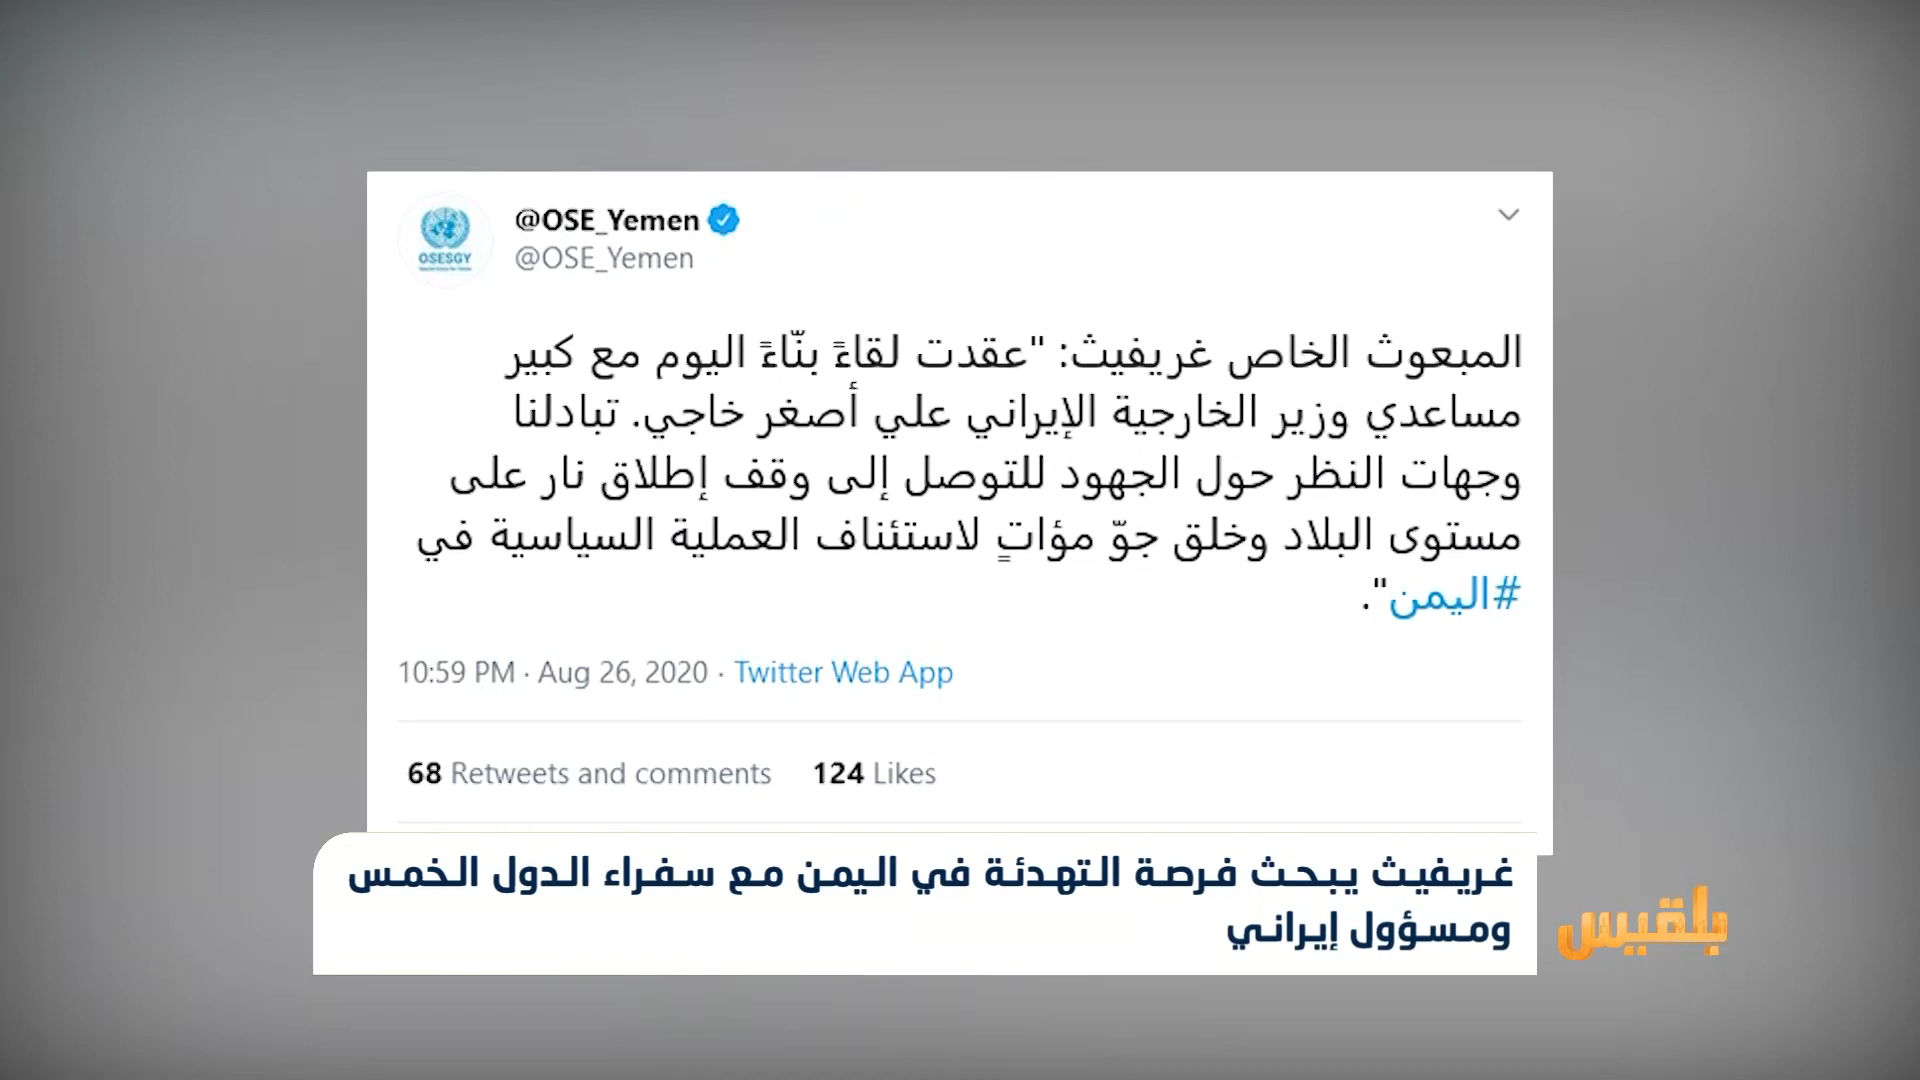 @OSE_Yemen
@OSE_Yemen
OSESGY
المبعوث الخاص غريفيث: "عقدت لقاءً بنّاءً اليوم مع كبير
مساعدي وزير الخارجية الإيراني علي أصغر خاجي. تبادلنا
وجهات النظر حول الجهود للتوصل إلى وقف إطلاق نار على
مستوى البلاد وخلق جوّ مؤاتٍ لاستئناف العملية السياسية في
#اليمن".
10:59 PM · Aug 26, 2020 · Twitter Web App
68 Retweets and comments 124 Likes
غريفيث يبحث فرصة التهدئة في اليمن مع سفراء الدول الخمس
ومسؤول إيراني
بلقيس